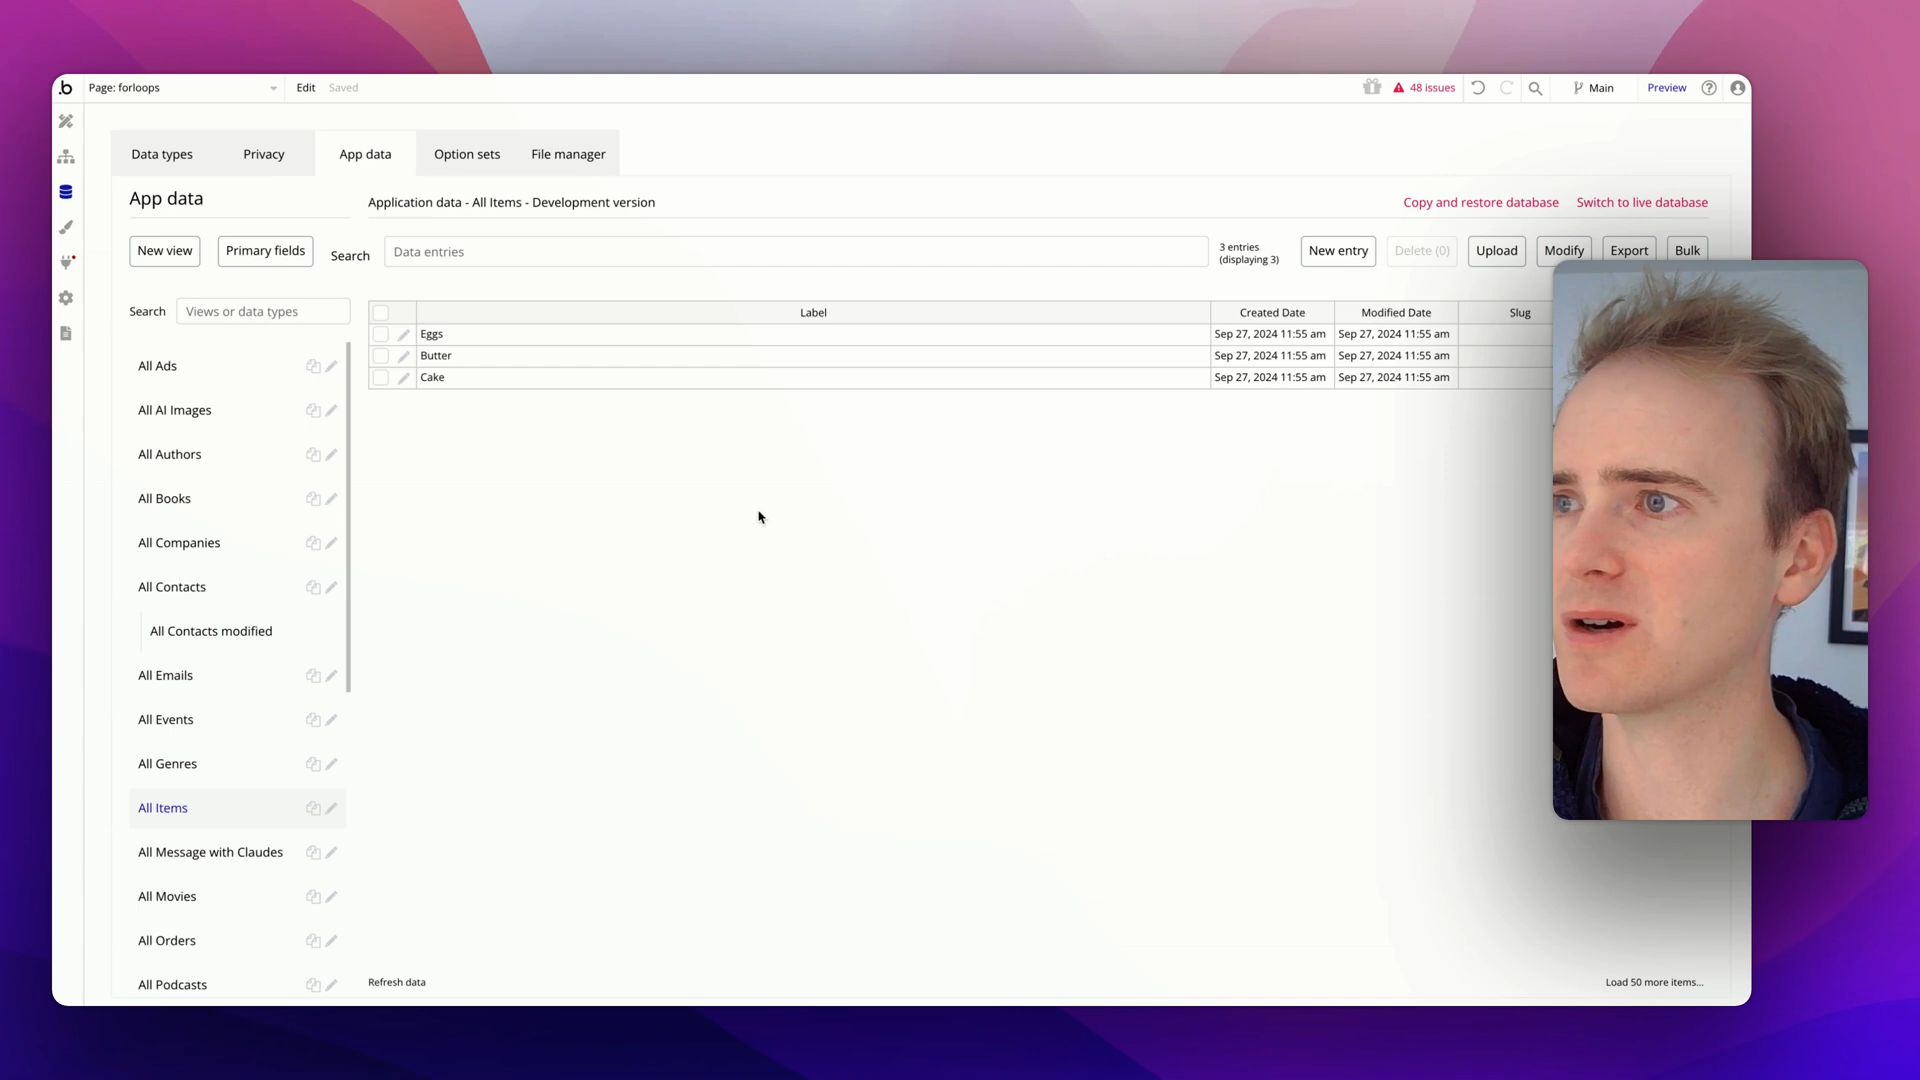 .b Page: forloops Edit Saved 48 issues Main Preview
Data types Privacy App data Option sets File manager
App data
Application data - All Items - Development version
Copy and restore database Switch to live database
New view Primary fields
Search Data entries
3 entries
(displaying 3)
New entry Delete (0) Upload Modify Export Bulk
Search Views or data types
All Ads
All AI Images
All Authors
All Books
All Companies
All Contacts
All Contacts modified
All Emails
All Events
All Genres
All Items
All Message with Claudes
All Movies
All Orders
All Podcasts
Label Created Date Modified Date Slug
Eggs Sep 27, 2024 11:55 am Sep 27, 2024 11:55 am
Butter Sep 27, 2024 11:55 am Sep 27, 2024 11:55 am
Cake Sep 27, 2024 11:55 am Sep 27, 2024 11:55 am
Refresh data Load 50 more items...